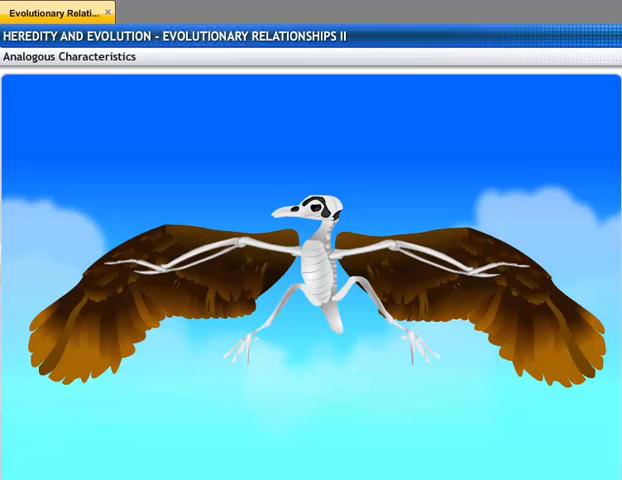 Evolutionary Relati...
HEREDITY AND EVOLUTION - EVOLUTIONARY RELATIONSHIPS II
Analogous Characteristics